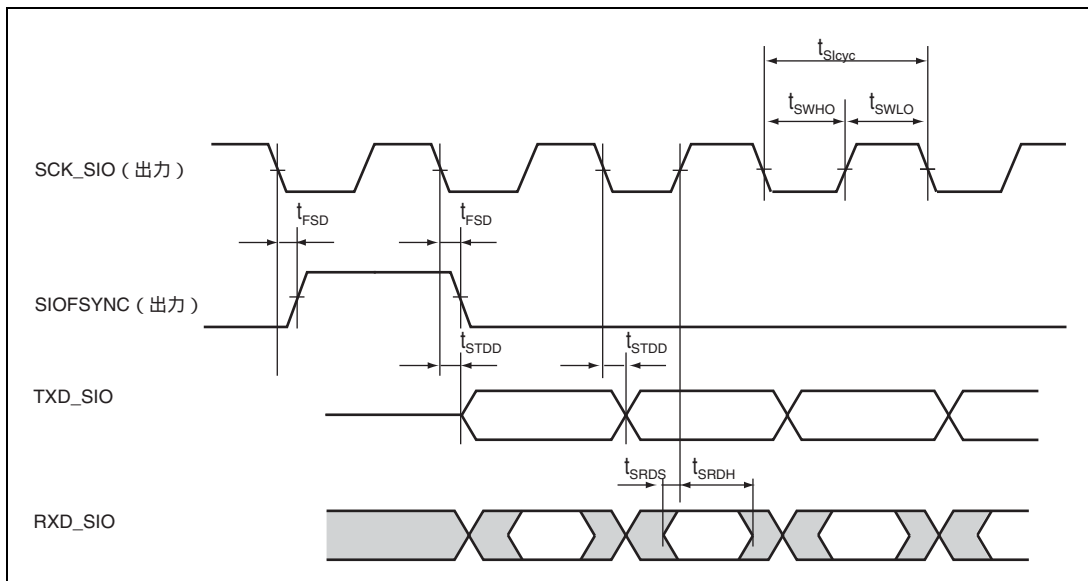 tSIcyc
tSWHO
tSWLO
SCK_SIO（出力）
tFSD
tFSD
SIOFSYNC（出力）
tSTDD
tSTDD
TXD_SIO
tSRDS
tSRDH
RXD_SIO